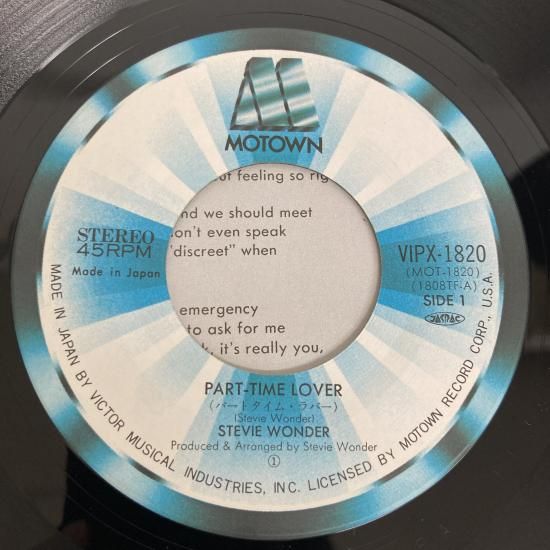 MOTOWN
of feeling so
nd we should meet
on't even speak
"discreet" when
emergency
to ask for me
, it's really you,
STEREO
45RPM
Made in Japan
VIPX-1820
(MOT-1820)
(1808TF-A)
SIDE 1
JASRAC
PART-TIME LOVER
(パートタイム・ラバー)
(Stevie Wonder)
STEVIE WONDER
Produced & Arranged by Stevie Wonder
①
MADE IN JAPAN BY VICTOR MUSICAL INDUSTRIES, INC. LICENSED BY MOTOWN RECORD CORP., U.S.A.